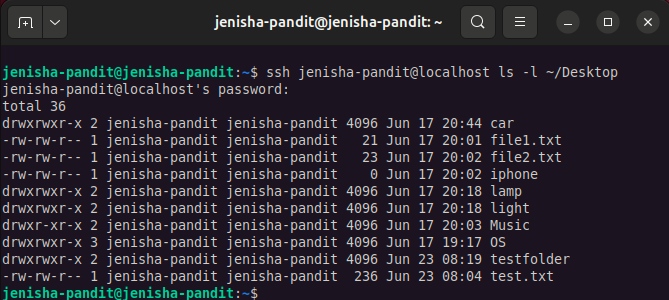 jenisha-pandit@jenisha-pandit: ~
jenisha-pandit@jenisha-pandit:~$ ssh jenisha-pandit@localhost ls -l ~/Desktop
jenisha-pandit@localhost's password:
total 36
drwxrwxr-x 2 jenisha-pandit jenisha-pandit 4096 Jun 17 20:44 car
-rw-rw-r-- 1 jenisha-pandit jenisha-pandit   21 Jun 17 20:01 file1.txt
-rw-rw-r-- 1 jenisha-pandit jenisha-pandit   23 Jun 17 20:02 file2.txt
-rw-rw-r-- 1 jenisha-pandit jenisha-pandit    0 Jun 17 20:02 iphone
drwxrwxr-x 2 jenisha-pandit jenisha-pandit 4096 Jun 17 20:18 lamp
drwxrwxr-x 2 jenisha-pandit jenisha-pandit 4096 Jun 17 20:18 light
drwxr-xr-x 2 jenisha-pandit jenisha-pandit 4096 Jun 17 20:03 Music
drwxrwxr-x 3 jenisha-pandit jenisha-pandit 4096 Jun 17 19:17 OS
drwxrwxr-x 2 jenisha-pandit jenisha-pandit 4096 Jun 23 08:19 testfolder
-rw-rw-r-- 1 jenisha-pandit jenisha-pandit  236 Jun 23 08:04 test.txt
jenisha-pandit@jenisha-pandit:~$